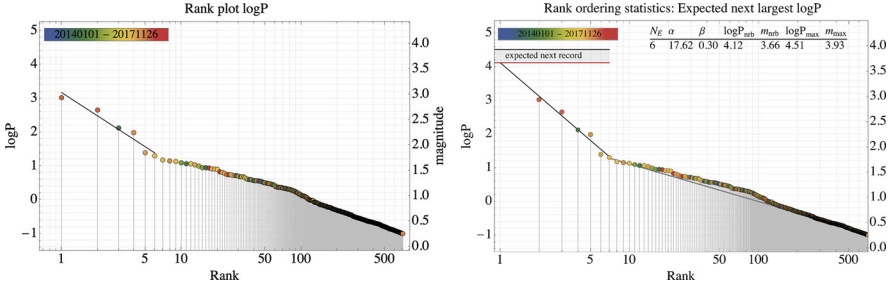 Rank plot logP
20140101 – 20171126
5
4
3
2
1
0
−1
logP
4.0
3.5
3.0
2.5
2.0
1.5
1.0
0.5
0.0
magnitude
1 5 10 50 100 500
Rank
Rank ordering statistics: Expected next largest logP
20140101 – 20171126
expected next record
N_E α β logP_nrb m_nrb logP_max m_max
6 17.62 0.30 4.12 3.66 4.51 3.93
5
4
3
2
1
0
−1
logP
4.0
3.5
3.0
2.5
2.0
1.5
1.0
0.5
0.0
1 5 10 50 100 500
Rank